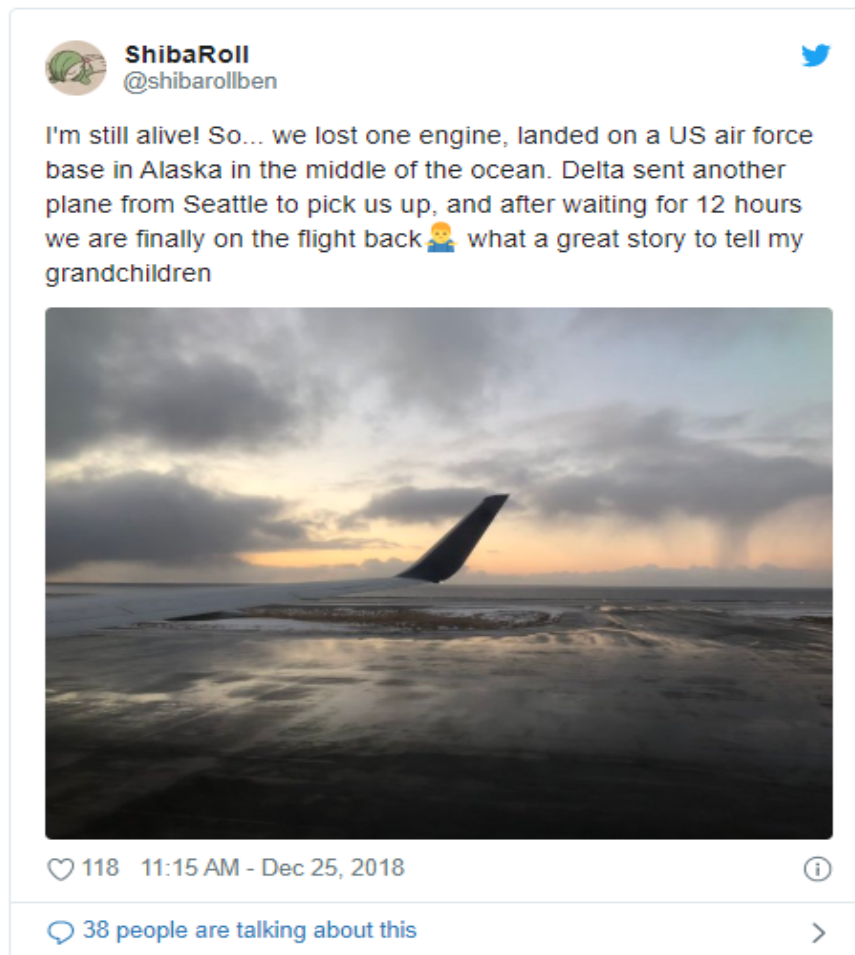 ShibaRoll
@shibarollben
I'm still alive! So... we lost one engine, landed on a US air force
base in Alaska in the middle of the ocean. Delta sent another
plane from Seattle to pick us up, and after waiting for 12 hours
we are finally on the flight back🤷‍♂️ what a great story to tell my
grandchildren
118 11:15 AM - Dec 25, 2018
38 people are talking about this